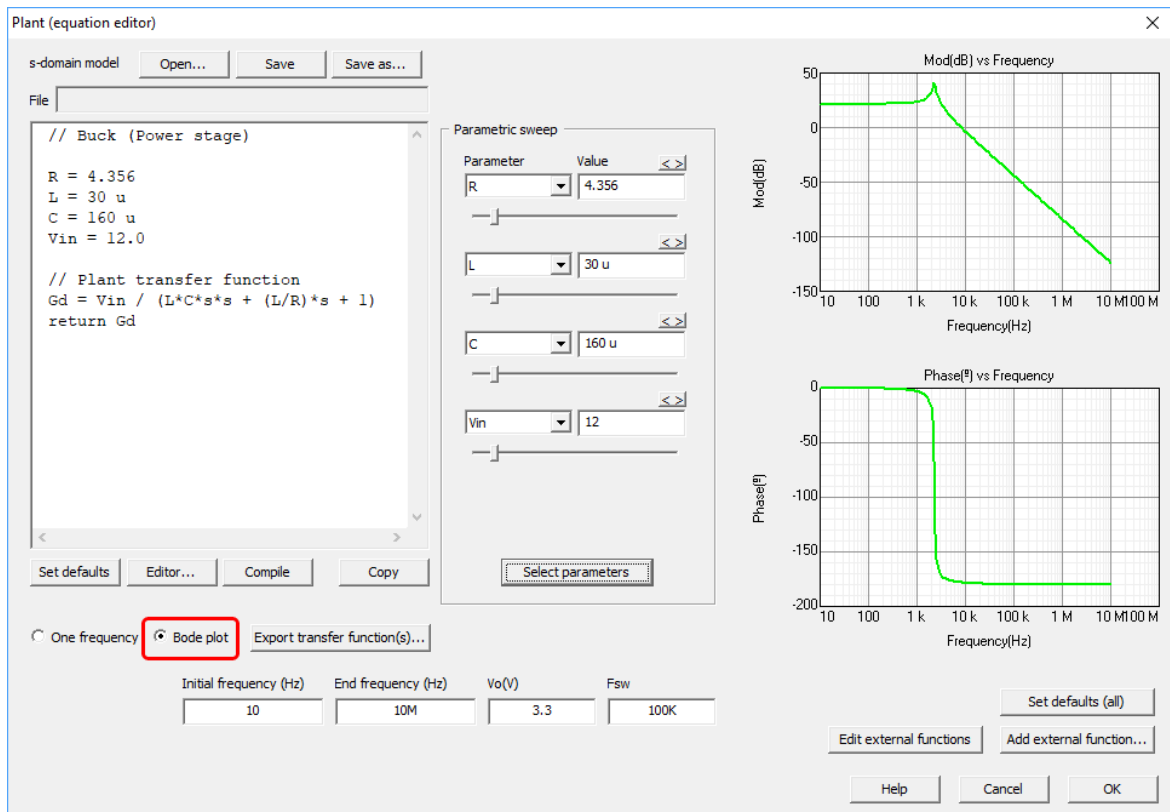 Plant (equation editor)
s-domain model
Open...
Save
Save as...
File
// Buck (Power stage)
R = 4.356
L = 30 u
C = 160 u
Vin = 12.0
// Plant transfer function
Gd = Vin / (L*C*s*s + (L/R)*s + 1)
return Gd
Set defaults
Editor...
Compile
Copy
Parametric sweep
Parameter
Value
< >
R
4.356
< >
L
30 u
< >
C
160 u
< >
Vin
12
Select parameters
One frequency
Bode plot
Export transfer function(s)...
Initial frequency (Hz)
End frequency (Hz)
Vo(V)
Fsw
10
10M
3.3
100K
Mod(dB) vs Frequency
Mod(dB)
50
0
-50
-100
-150
10 100 1 k 10 k 100 k 1 M 10 M 100 M
Frequency(Hz)
Phase(º) vs Frequency
Phase(º)
0
-50
-100
-150
-200
10 100 1 k 10 k 100 k 1 M 10 M 100 M
Frequency(Hz)
Set defaults (all)
Edit external functions
Add external function...
Help
Cancel
OK